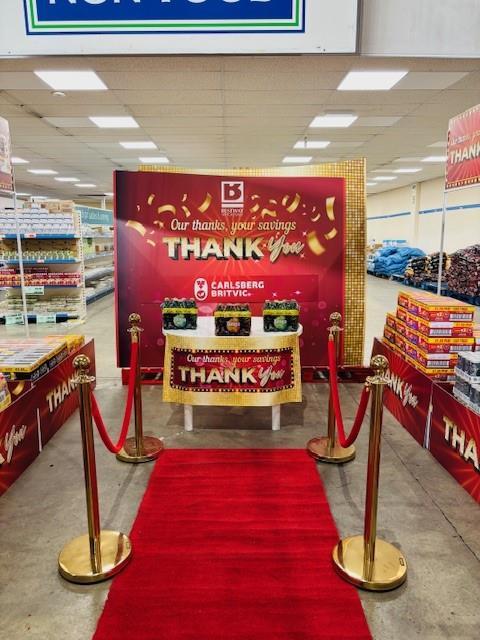 NON FOOD
BESTWAY
Our thanks, your savings
THANK You
CARLSBERG
BRITVIC
Our thanks, your savings
THANK You
THANK
THANK
THANK